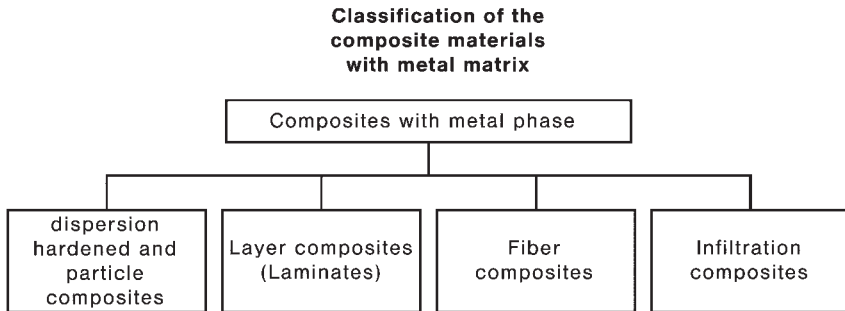 Classification of the
composite materials
with metal matrix
Composites with metal phase
dispersion
hardened and
particle
composites
Layer composites
(Laminates)
Fiber
composites
Infiltration
composites